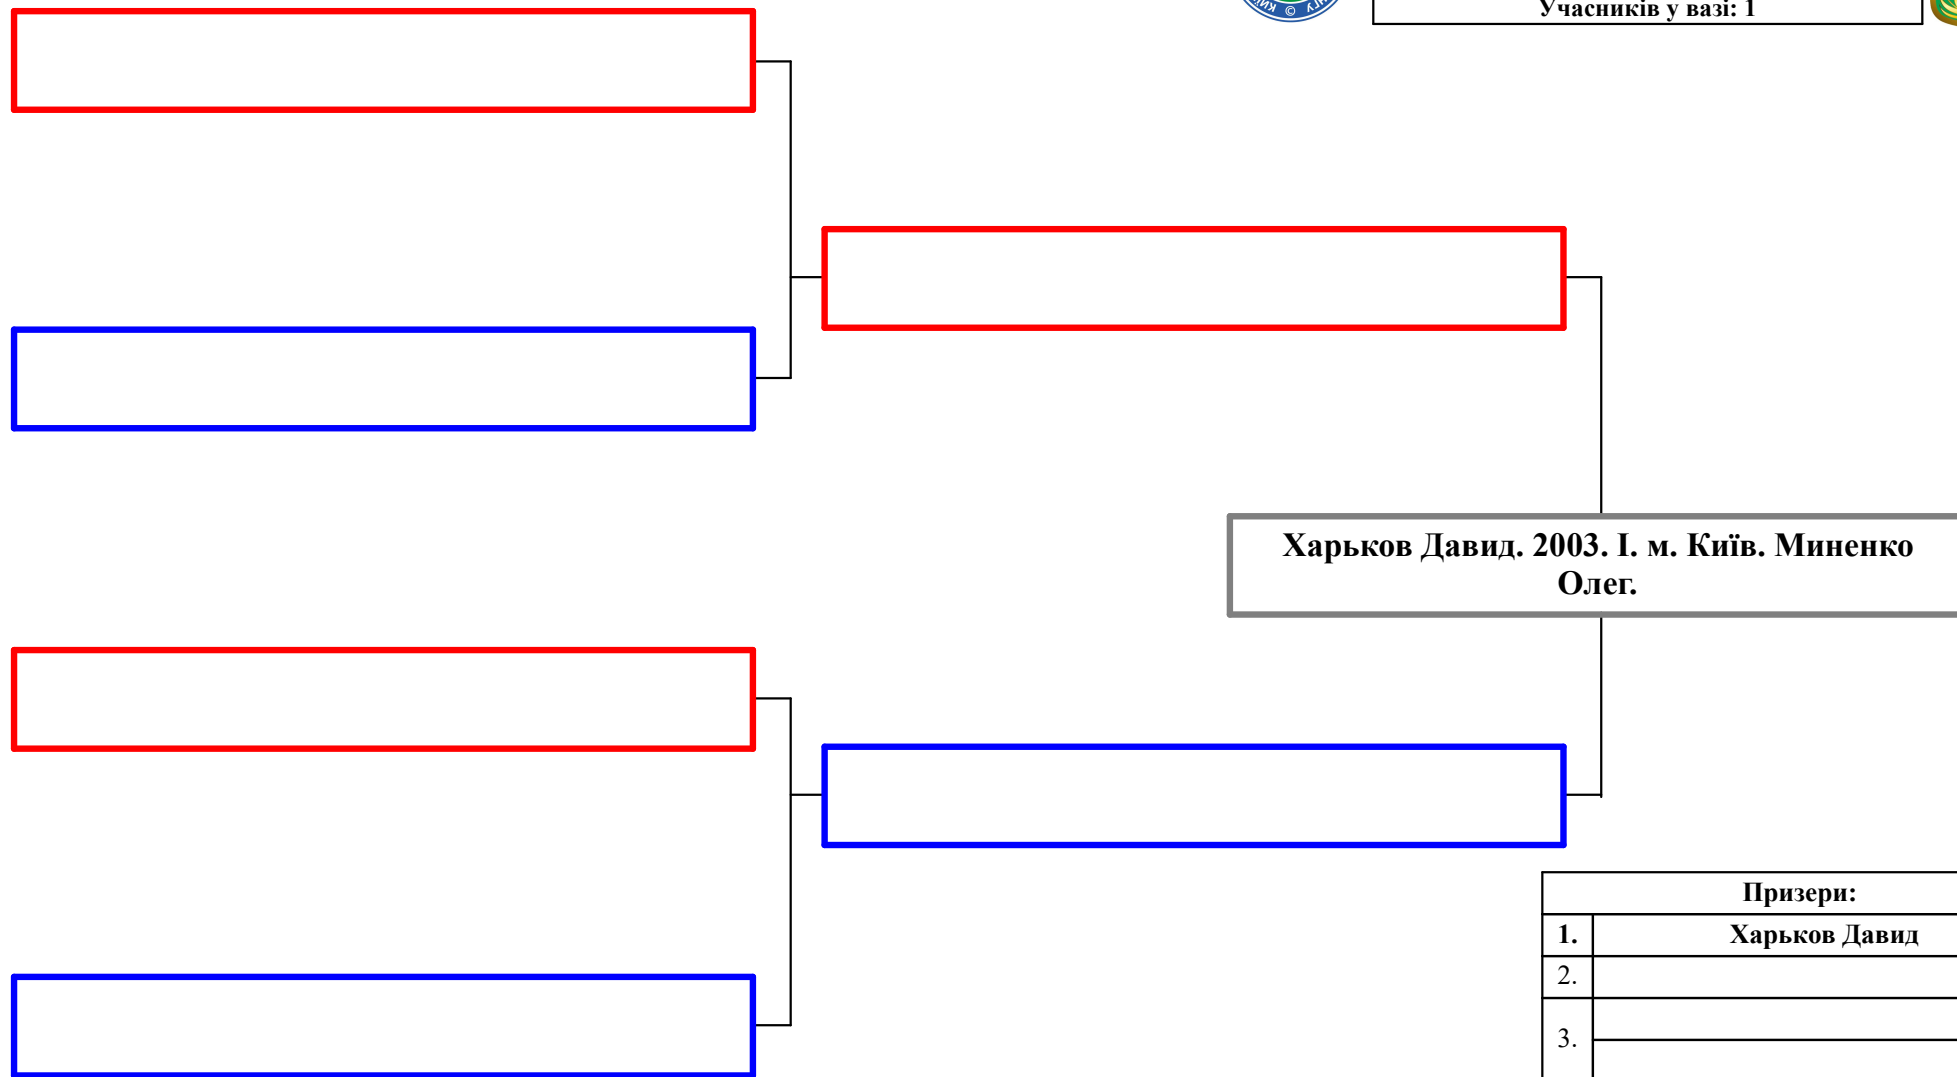 Учасників у вазі: 1
Харьков Давид. 2003. І. м. Київ. Миненко
Олег.
Призери:
1. Харьков Давид
2.
3.